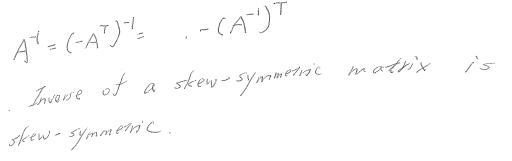 A⁻¹ = (-Aᵀ)⁻¹ = . - (A⁻¹)ᵀ
. Inverse of a skew-symmetric matrix is
skew-symmetric.